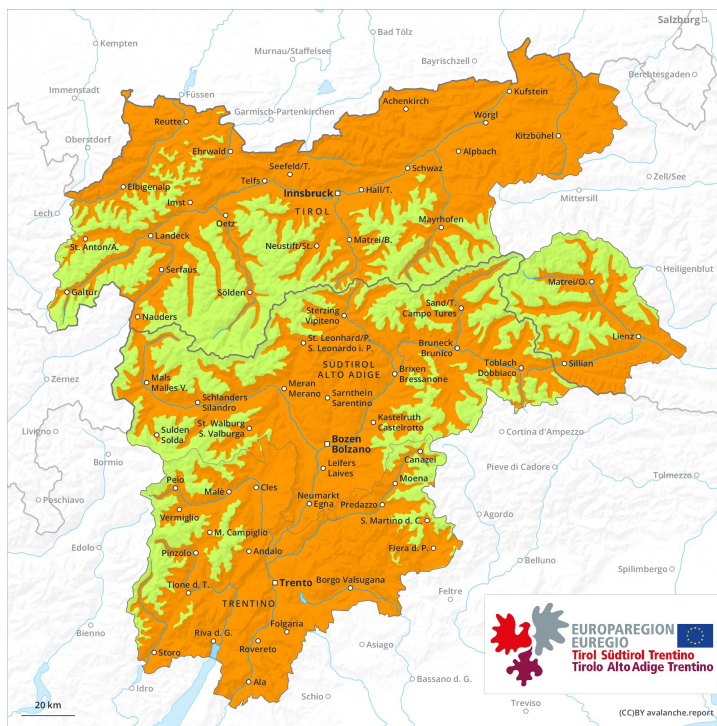 Salzburg
Kempten
Bad Tölz
Murnau/Staffelsee
Bayrischzell
Berchtesgaden
Immenstadt
Füssen
Garmisch-Partenkirchen
Achenkirch
Kufstein
Reutte
Wörgl
Oberstdorf
Kitzbühel
Ehrwald
Alpbach
Seefeld/T.
Schwaz
Zell/See
Telfs
Elbigenalp
Innsbruck
Hall/T.
Mittersill
Imst
TIROL
Lech
Oetz
Mayrhofen
St. Anton/A.
Landeck
Neustift/St.
Matrei/B.
Heiligenblut
Serfaus
Matrei/O.
Galtür
Sölden
Sand/T.
Campo Tures
Nauders
Sterzing
Vipiteno
Lienz
St. Leonhard/P.
S. Leonardo i. P.
Bruneck
Brunico
Toblach
Dobbiaco
Sillian
SÜDTIROL
ALTO ADIGE
Brixen
Bressanone
Zernez
Mals
Malles V.
Meran
Merano
Sarnthein
Sarentino
Schlanders
Silandro
St. Walburg
S. Valburga
Kastelruth
Castelrotto
Livigno
Sulden
Solda
Cortina d'Ampezzo
Bozen
Bolzano
Canazei
Bormio
Leifers
Laives
Pieve di Cadore
Tolmezzo
Moena
Peio
Malè
Cles
Poschiavo
Neumarkt
Egna
Predazzo
Vermiglio
Agordo
S. Martino d. C.
M. Campiglio
Edolo
Pinzolo
Andalo
Fiera d. P.
Belluno
Spilimbergo
Trento
Borgo Valsugana
Tione d. T.
Feltre
TRENTINO
Folgaria
Bienno
Riva d. G.
Rovereto
Asiago
Storo
Bassano d. G.
Idro
Ala
Schio
Treviso
EUROPAREGION
EUREGIO
Tirol Südtirol Trentino
Tirolo Alto Adige Trentino
20 km
(CC)BY avalanche.report